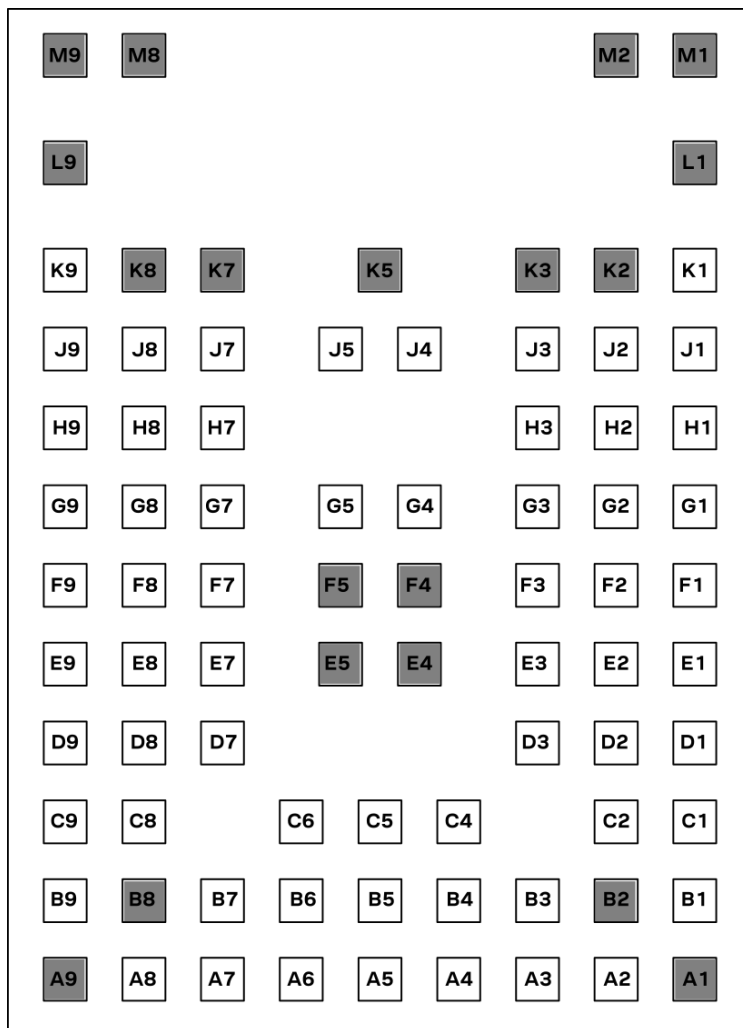 M9 M8 M2 M1
L9 L1
K9 K8 K7 K5 K3 K2 K1
J9 J8 J7 J5 J4 J3 J2 J1
H9 H8 H7 H3 H2 H1
G9 G8 G7 G5 G4 G3 G2 G1
F9 F8 F7 F5 F4 F3 F2 F1
E9 E8 E7 E5 E4 E3 E2 E1
D9 D8 D7 D3 D2 D1
C9 C8 C6 C5 C4 C2 C1
B9 B8 B7 B6 B5 B4 B3 B2 B1
A9 A8 A7 A6 A5 A4 A3 A2 A1